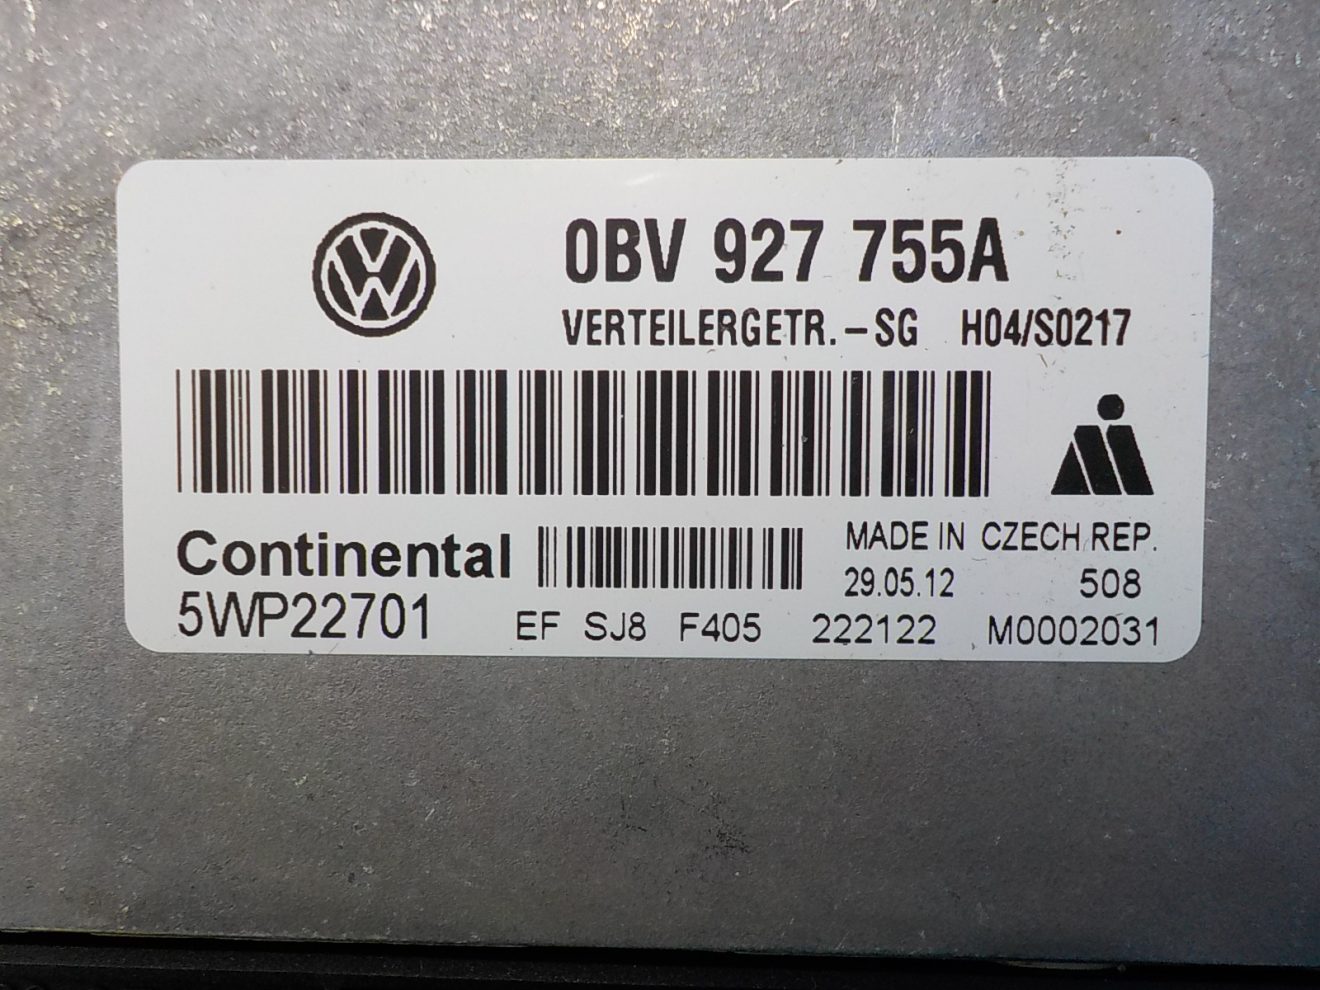 0BV 927 755A
VERTEILERGETR.-SG H04/S0217
Continental
MADE IN CZECH REP.
29.05.12 508
5WP22701 EF SJ8 F405 222122 M0002031